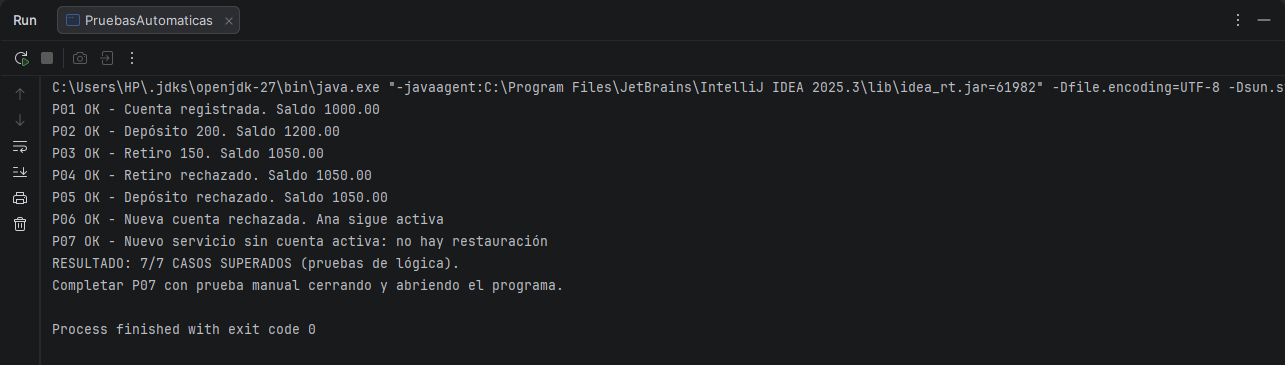 Run PruebasAutomaticas
C:\Users\HP\.jdks\openjdk-27\bin\java.exe "-javaagent:C:\Program Files\JetBrains\IntelliJ IDEA 2025.3\lib\idea_rt.jar=61982" -Dfile.encoding=UTF-8 -Dsun.s
P01 OK - Cuenta registrada. Saldo 1000.00
P02 OK - Depósito 200. Saldo 1200.00
P03 OK - Retiro 150. Saldo 1050.00
P04 OK - Retiro rechazado. Saldo 1050.00
P05 OK - Depósito rechazado. Saldo 1050.00
P06 OK - Nueva cuenta rechazada. Ana sigue activa
P07 OK - Nuevo servicio sin cuenta activa: no hay restauración
RESULTADO: 7/7 CASOS SUPERADOS (pruebas de lógica).
Completar P07 con prueba manual cerrando y abriendo el programa.
Process finished with exit code 0